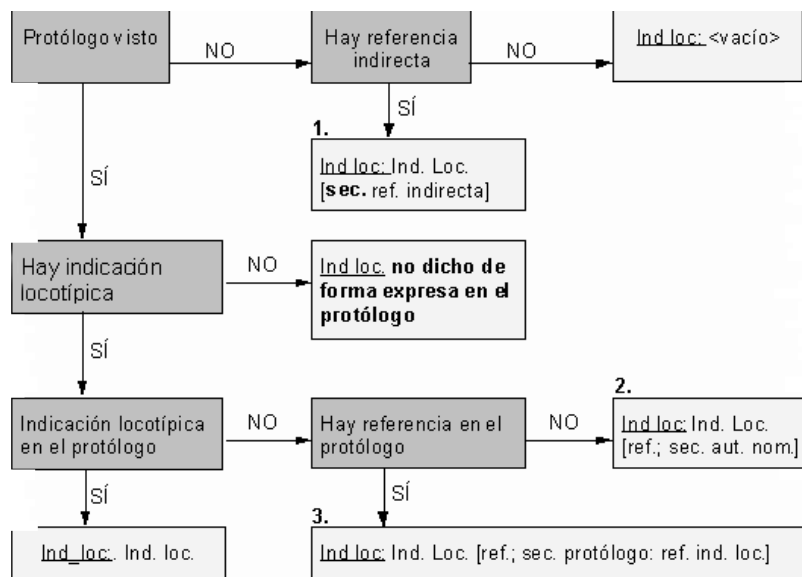 Protólogo visto
NO
Hay referencia
indirecta
NO
Ind loc: <vacío>
SÍ
1.
Ind loc: Ind. Loc.
[sec. ref. indirecta]
SÍ
Hay indicación
locotípica
NO
Ind loc. no dicho de
forma expresa en el
protólogo
SÍ
Indicación locotípica
en el protólogo
NO
Hay referencia en el
protólogo
NO
2.
Ind loc: Ind. Loc.
[ref.; sec. aut. nom.]
SÍ
SÍ
Ind_loc:. Ind. loc.
3.
Ind loc: Ind. Loc. [ref.; sec. protólogo: ref. ind. loc.]